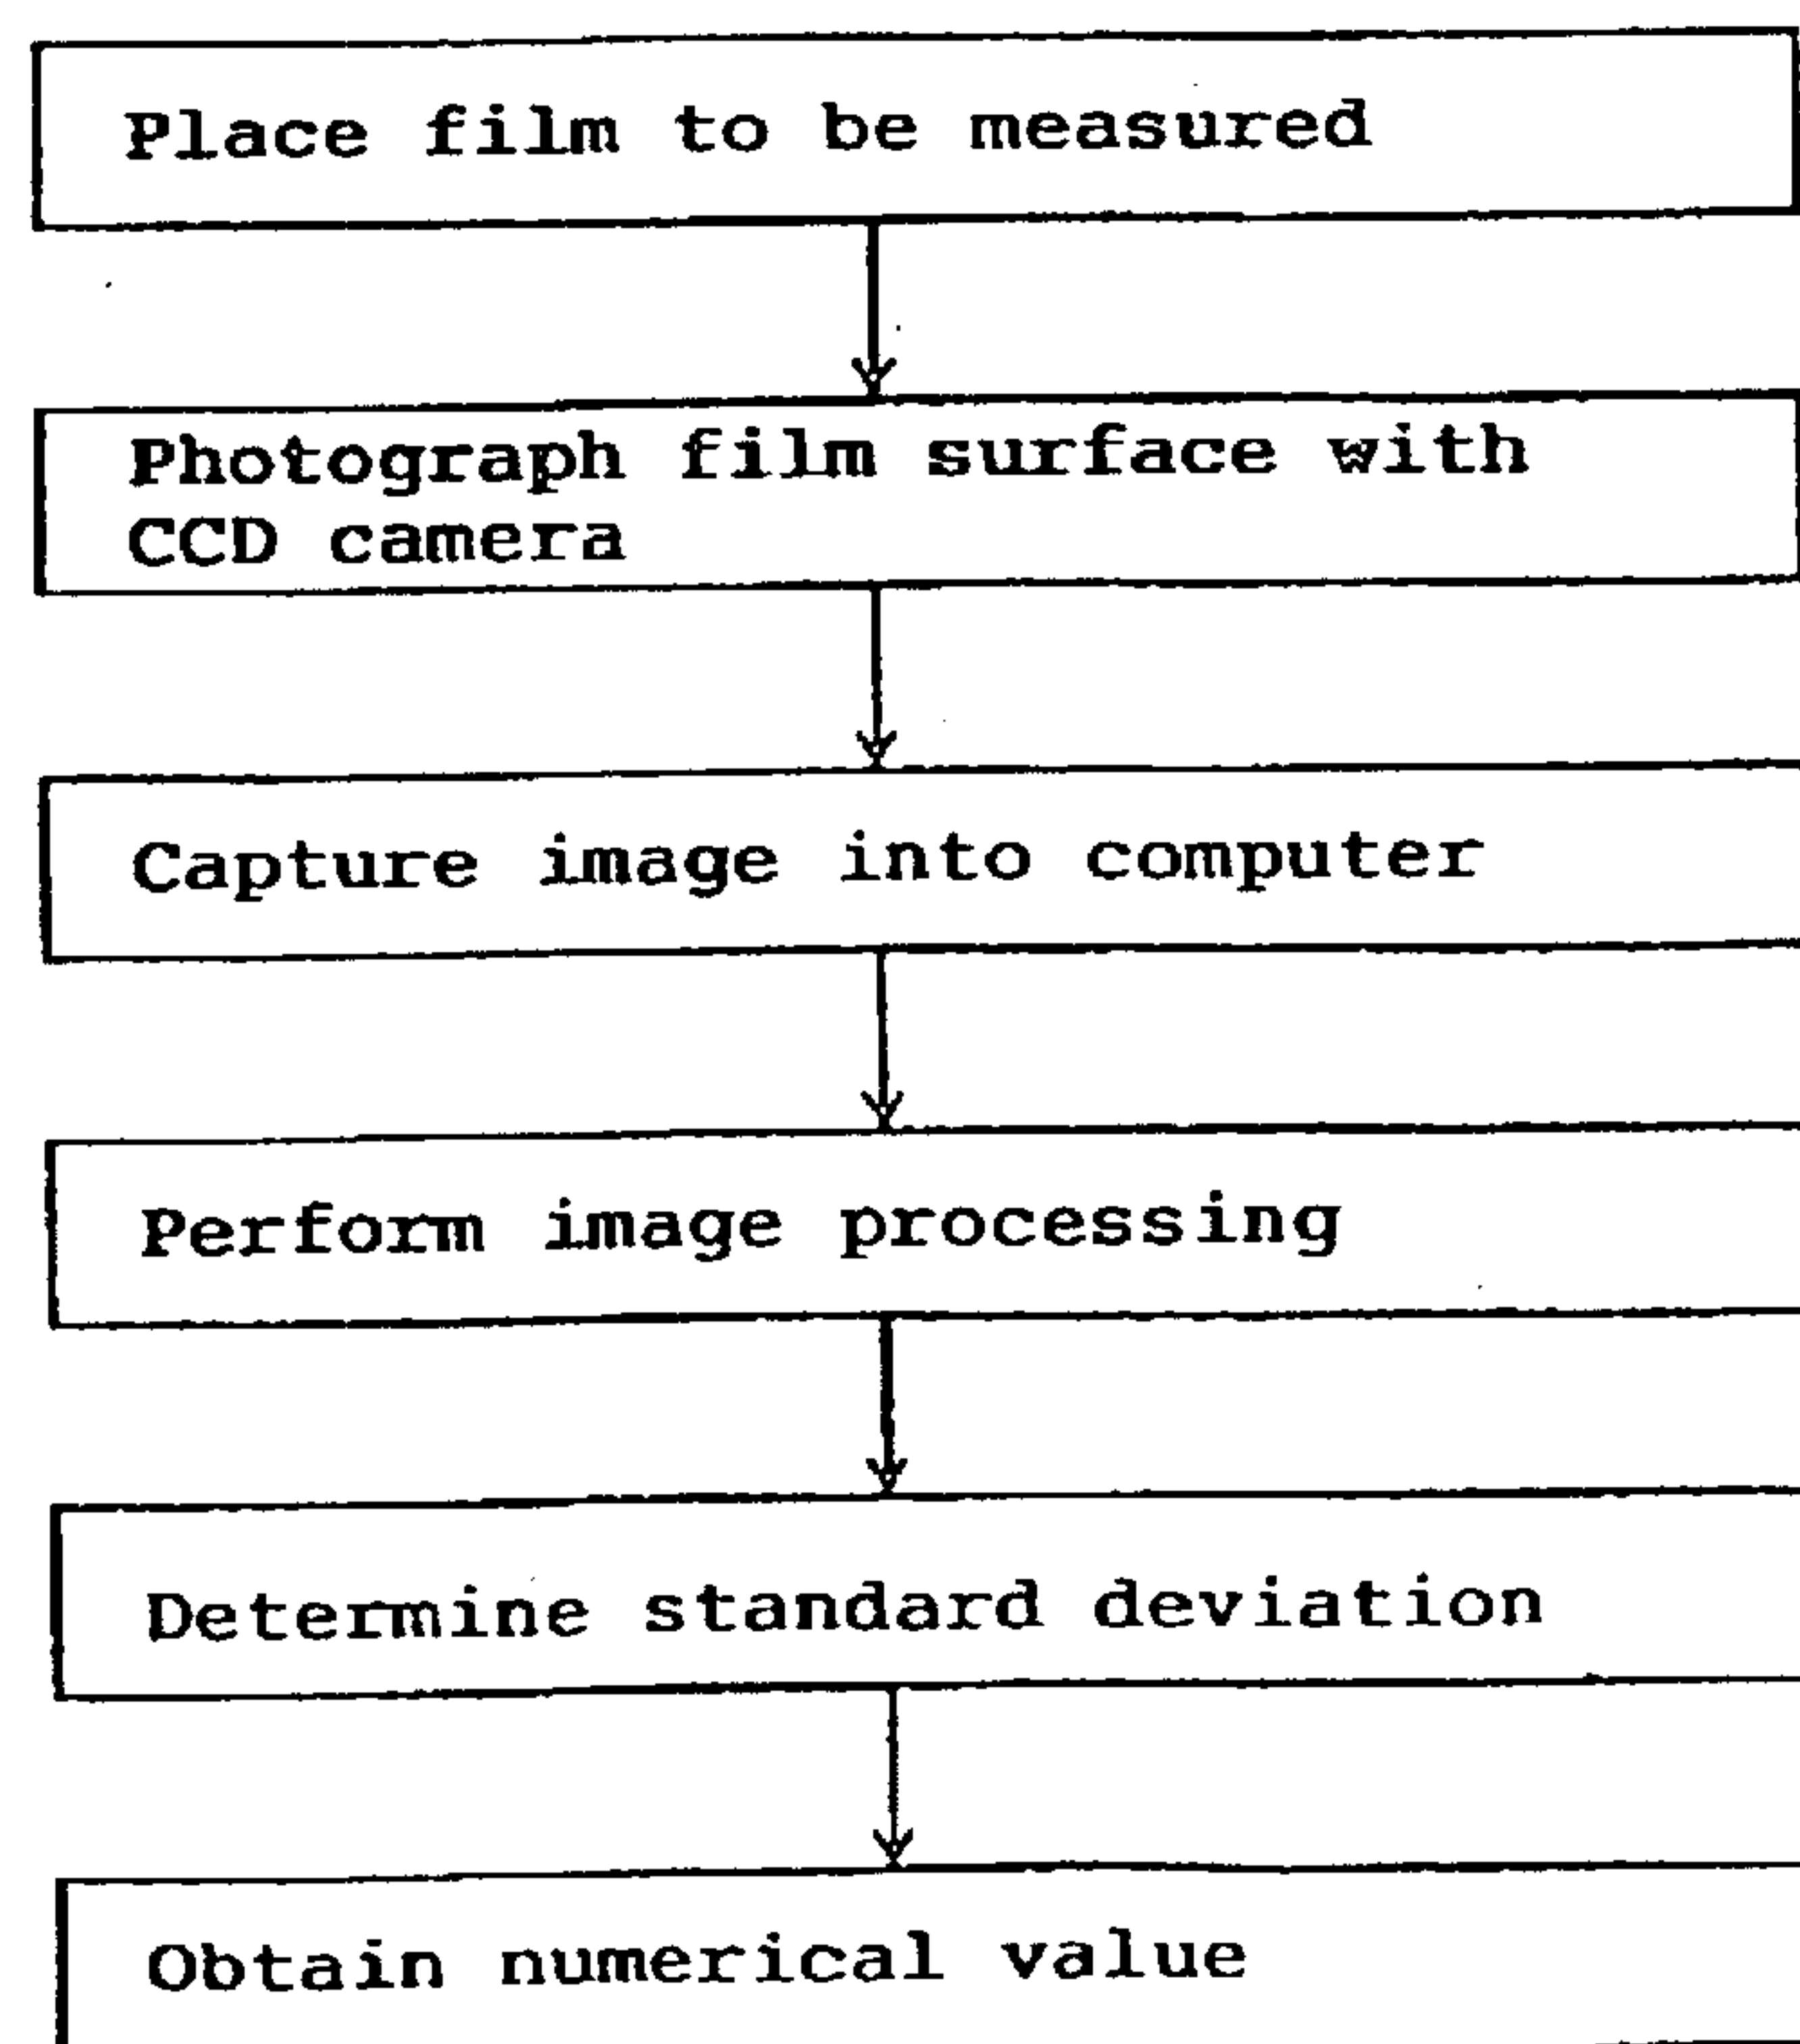 Place film to be measured
Photograph film surface with
CCD camera
Capture image into computer
Perform image processing
Determine standard deviation
Obtain numerical value